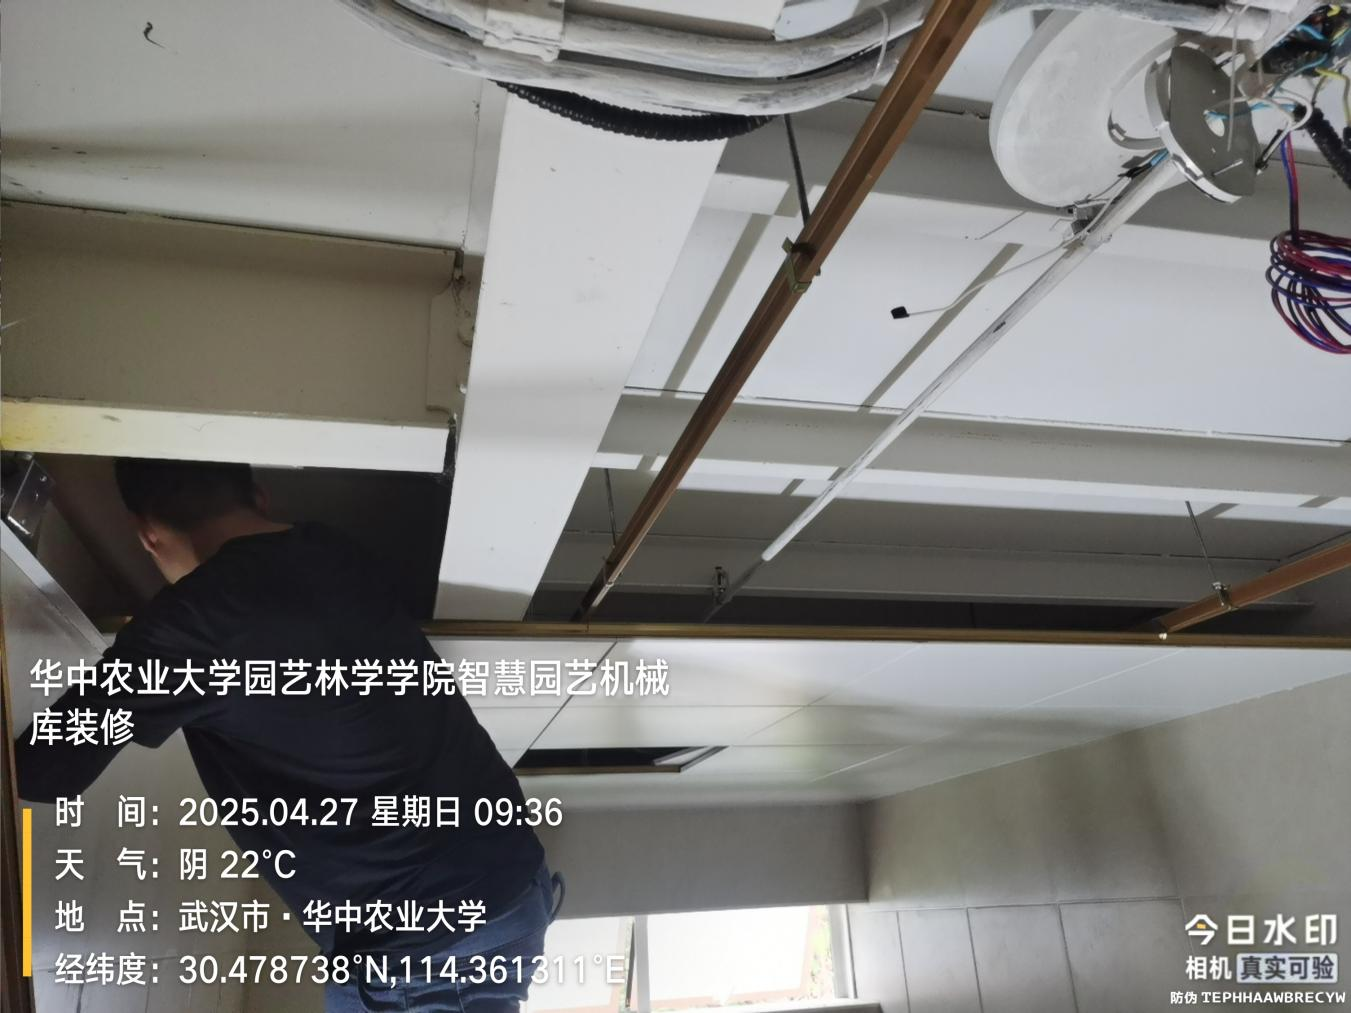 华中农业大学园艺林学学院智慧园艺机械
库装修
时 间：2025.04.27 星期日 09:36
天 气：阴 22°C
地 点：武汉市·华中农业大学
经纬度：30.478738°N,114.361311°E
今日水印
相机 真实可验
防伪 TEPHHAAWBRECYW